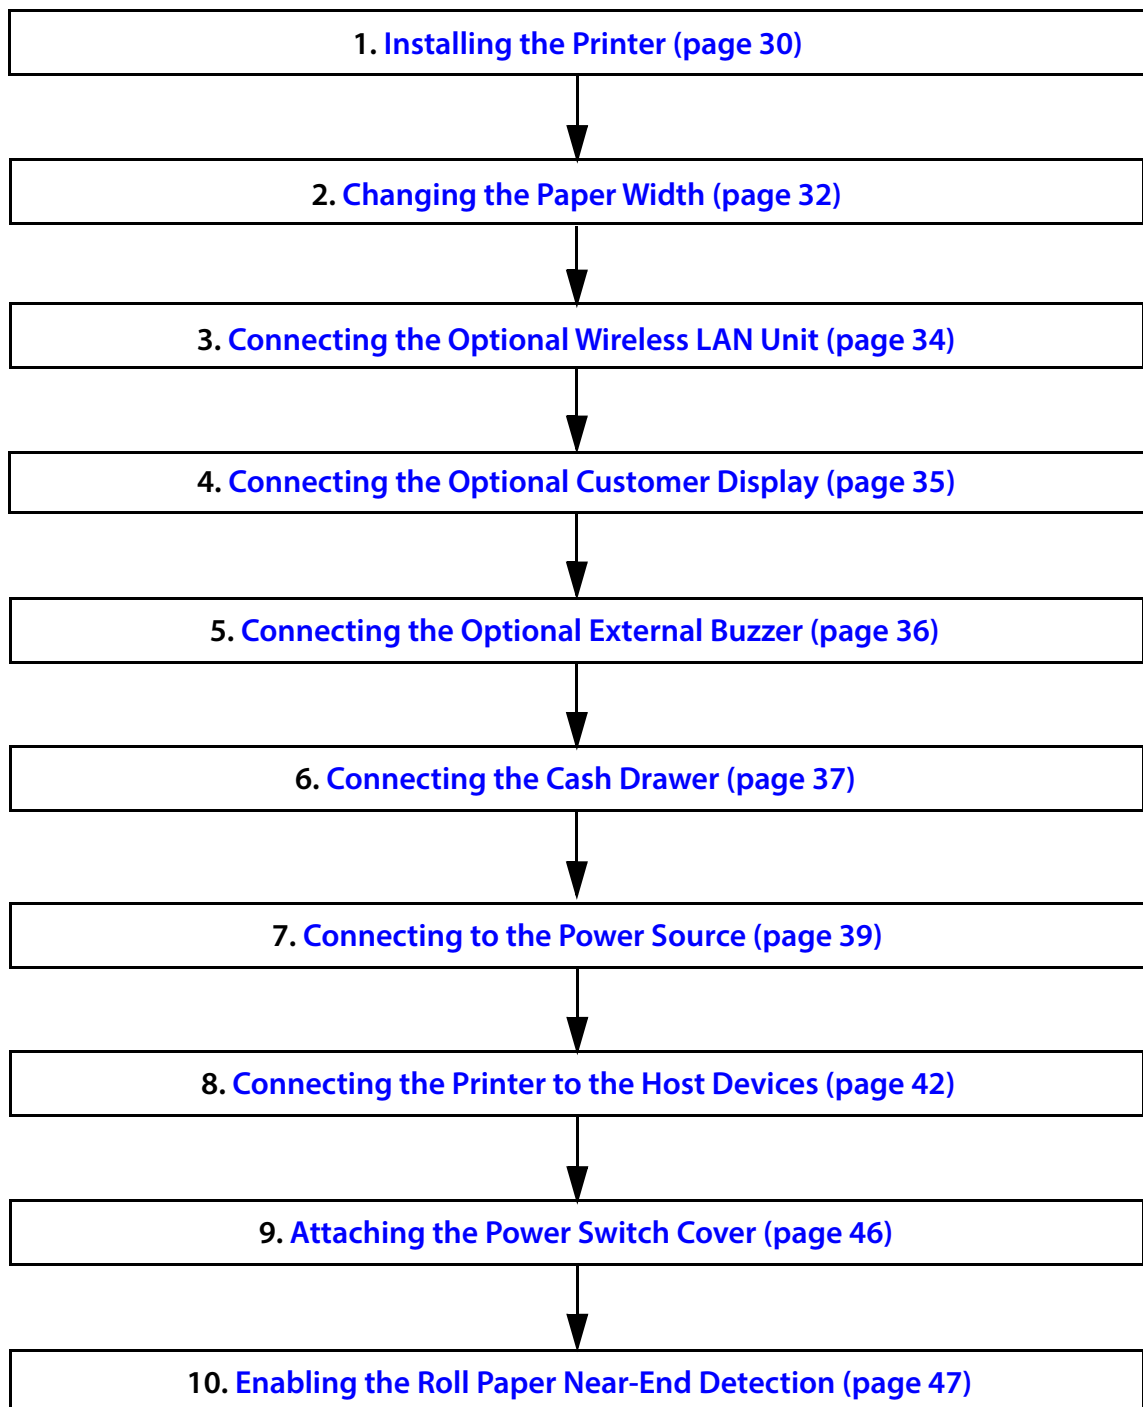 1. Installing the Printer (page 30)
2. Changing the Paper Width (page 32)
3. Connecting the Optional Wireless LAN Unit (page 34)
4. Connecting the Optional Customer Display (page 35)
5. Connecting the Optional External Buzzer (page 36)
6. Connecting the Cash Drawer (page 37)
7. Connecting to the Power Source (page 39)
8. Connecting the Printer to the Host Devices (page 42)
9. Attaching the Power Switch Cover (page 46)
10. Enabling the Roll Paper Near-End Detection (page 47)